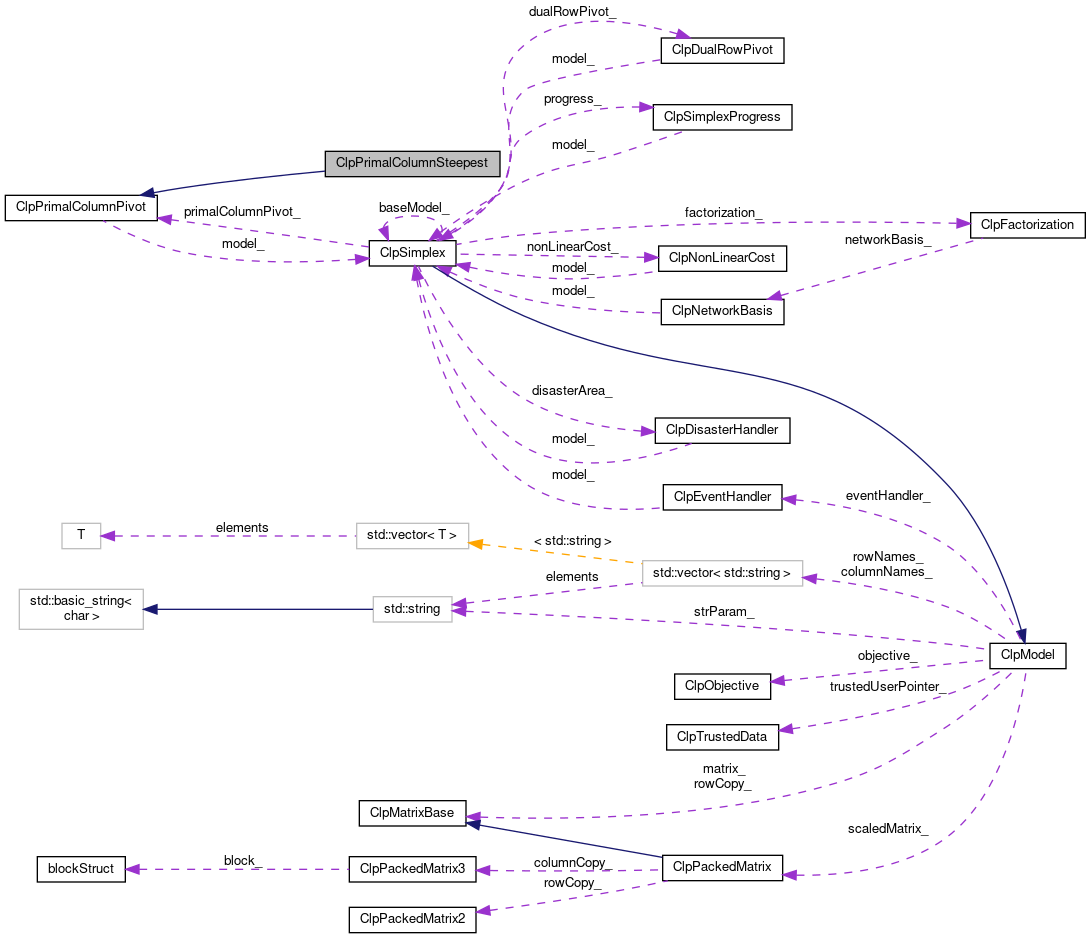 dualRowPivot_
ClpDualRowPivot
model_
progress_
ClpSimplexProgress
model_
ClpPrimalColumnSteepest
ClpPrimalColumnPivot
primalColumnPivot_
baseModel_
factorization_
ClpFactorization
model_
ClpSimplex
nonLinearCost_
networkBasis_
ClpNonLinearCost
model_
model_
ClpNetworkBasis
disasterArea_
ClpDisasterHandler
model_
model_
ClpEventHandler
eventHandler_
T
elements
std::vector< T >
< std::string >
rowNames_
columnNames_
std::vector< std::string >
elements
std::basic_string<
char >
std::string
strParam_
ClpModel
objective_
ClpObjective
trustedUserPointer_
ClpTrustedData
matrix_
rowCopy_
ClpMatrixBase
scaledMatrix_
blockStruct
block_
ClpPackedMatrix3
columnCopy_
ClpPackedMatrix
rowCopy_
ClpPackedMatrix2